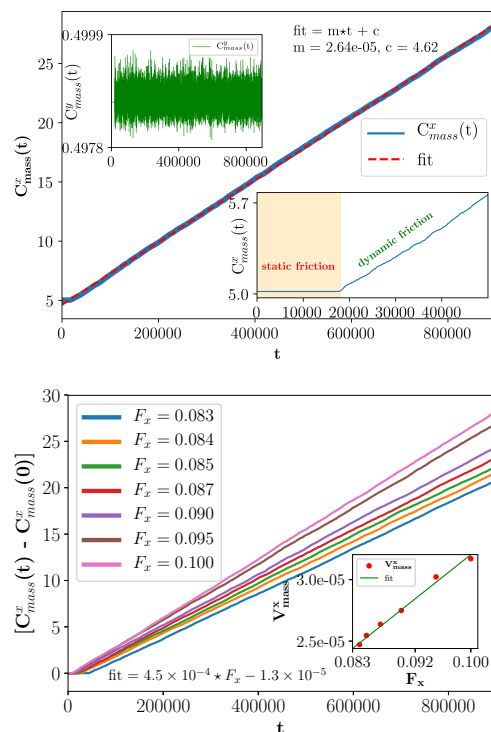 0.4999
C^y_mass(t)
fit = m⋆t + c
m = 2.64e-05, c = 4.62
C^y_mass(t)
0.4978
0 400000 800000
C^x_mass(t)
fit
25
20
15
10
5
C^x_mass(t)
5.7
C^x_mass(t)
5.0
static friction
dynamic friction
0 10000 20000 30000 40000
0 200000 400000 600000 800000
t
30
25
20
15
10
5
0
[C^x_mass(t) - C^x_mass(0)]
F_x = 0.083
F_x = 0.084
F_x = 0.085
F_x = 0.087
F_x = 0.090
F_x = 0.095
F_x = 0.100
V^x_mass
fit
3.0e-05
2.5e-05
V^x_mass
0.083 0.092 0.100
F_x
fit = 4.5 × 10^-4 ⋆ F_x − 1.3 × 10^-5
0 200000 400000 600000 800000
t